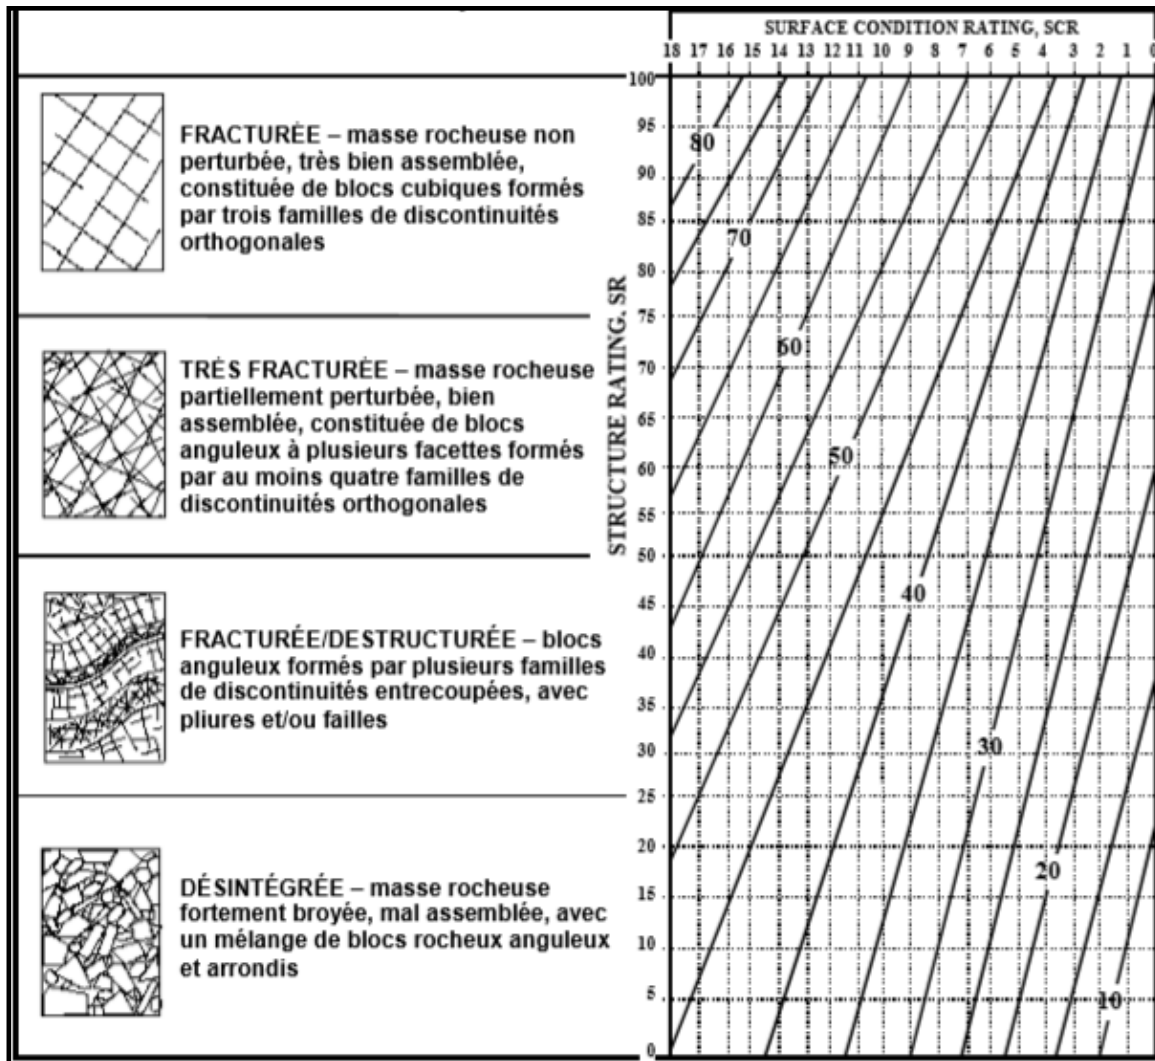 SURFACE CONDITION RATING, SCR
18 17 16 15 14 13 12 11 10 9 8 7 6 5 4 3 2 1 0
FRACTURÉE – masse rocheuse non
perturbée, très bien assemblée,
constituée de blocs cubiques formés
par trois familles de discontinuités
orthogonales
TRÈS FRACTURÉE – masse rocheuse
partiellement perturbée, bien
assemblée, constituée de blocs
anguleux à plusieurs facettes formés
par au moins quatre familles de
discontinuités orthogonales
FRACTURÉE/DESTRUCTURÉE – blocs
anguleux formés par plusieurs familles
de discontinuités entrecoupées, avec
pliures et/ou failles
DÉSINTÉGRÉE – masse rocheuse
fortement broyée, mal assemblée, avec
un mélange de blocs rocheux anguleux
et arrondis
STRUCTURE RATING. SR
100
95
90
85
80
75
70
65
60
55
50
45
40
35
30
25
20
15
10
5
0
80
70
60
50
40
30
20
10